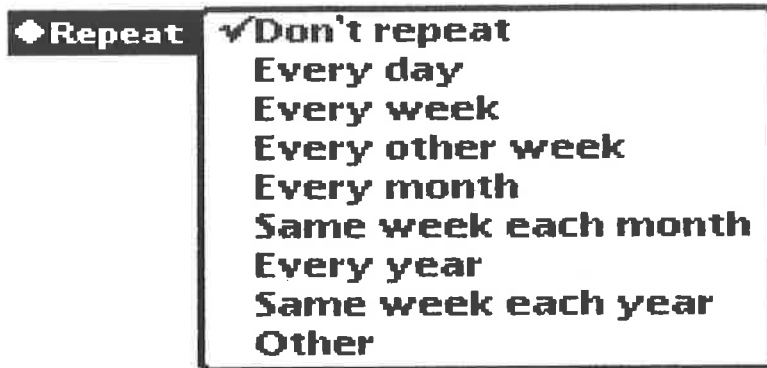 ◆Repeat
✓Don't repeat
Every day
Every week
Every other week
Every month
Same week each month
Every year
Same week each year
Other